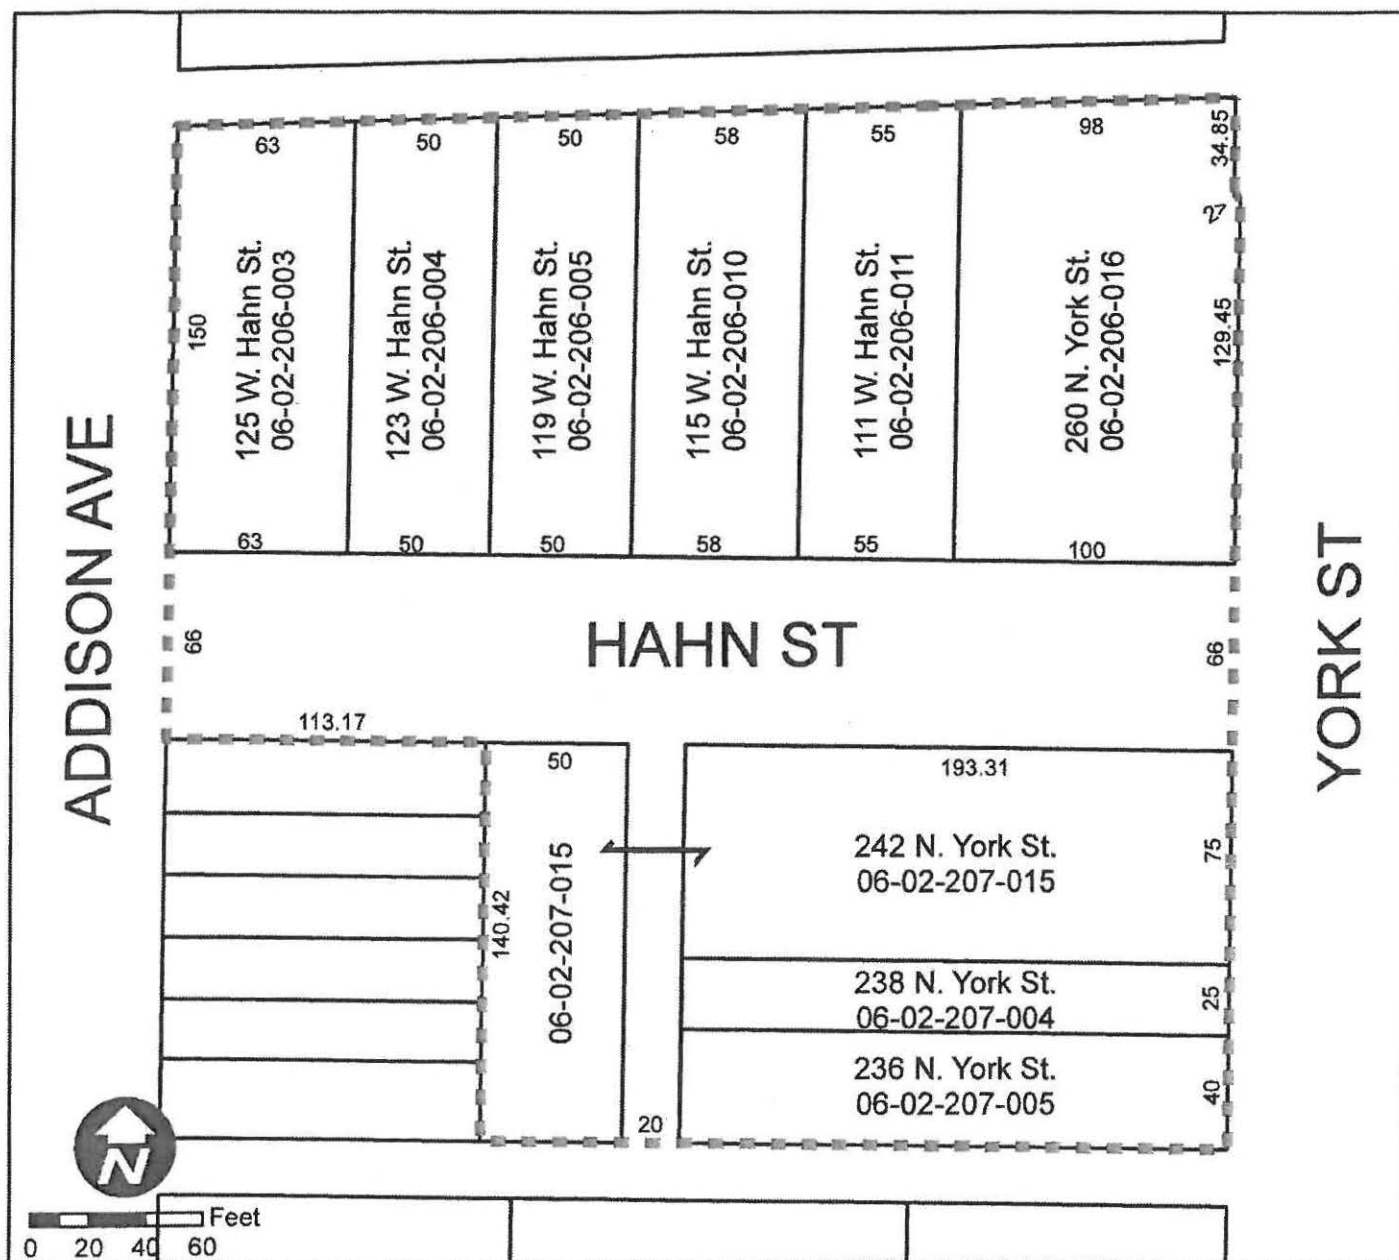 63
50
50
58
55
98
34.85
27
129.45
150
125 W. Hahn St.
06-02-206-003
123 W. Hahn St.
06-02-206-004
119 W. Hahn St.
06-02-206-005
115 W. Hahn St.
06-02-206-010
111 W. Hahn St.
06-02-206-011
260 N. York St.
06-02-206-016
63
50
50
58
55
100
ADDISON AVE
66
HAHN ST
66
YORK ST
113.17
50
193.31
140.42
06-02-207-015
242 N. York St.
06-02-207-015
75
238 N. York St.
06-02-207-004
25
236 N. York St.
06-02-207-005
40
20
N
Feet
0 20 40 60